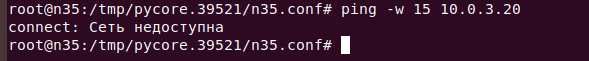 root@n35:/tmp/pycore.39521/n35.conf# ping -w 15 10.0.3.20
connect: Сеть недоступна
root@n35:/tmp/pycore.39521/n35.conf#